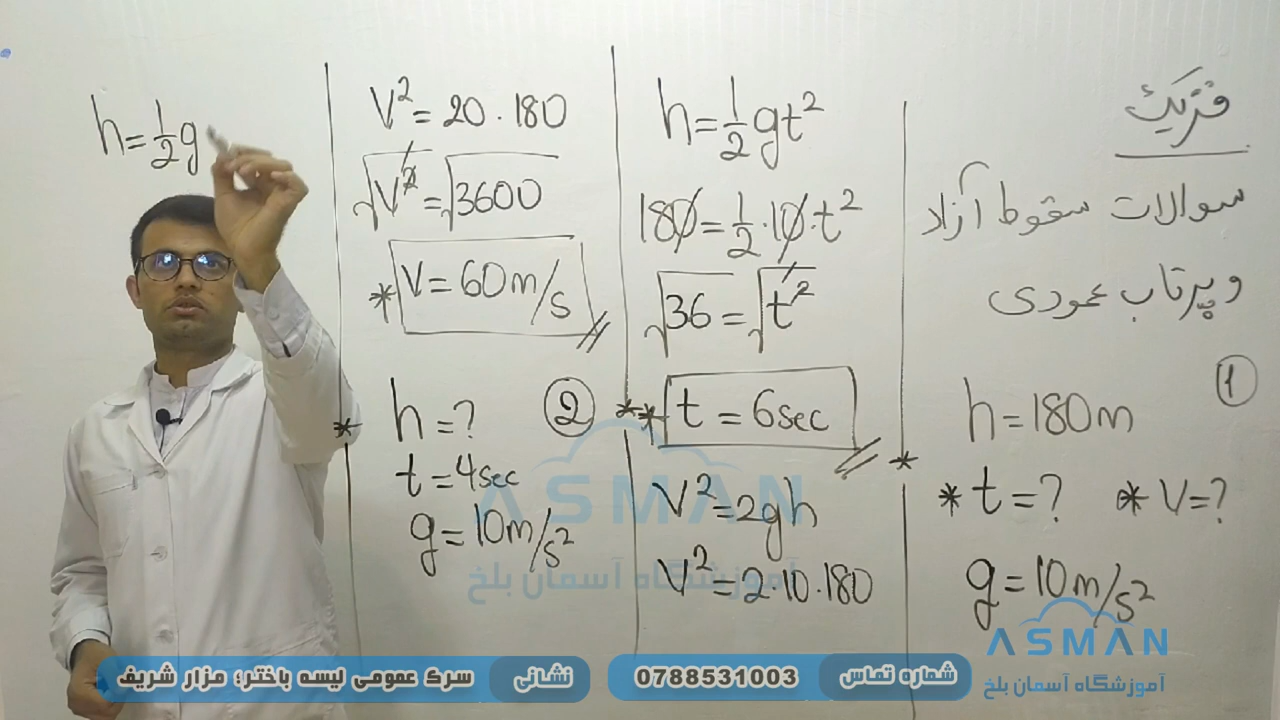 فزیک
سوالات سقوط آزاد
و پرتاب عمودی
①
h=180m
* t=? * v=?
g=10m/s²
h=½gt²
180=½·10·t²
√36=√t²
* t=6sec
V²=2gh
V²=2·10·180
V²=20·180
√V²=√3600
* V=60m/s
②
h=?
t=4sec
g=10m/s²
h=½g
ASMAN
آموزشگاه آسمان بلخ
ASMAN
آموزشگاه آسمان بلخ
شماره تماس 0788531003
نشانی سرک عمومی لیسه باختر؛ مزار شریف